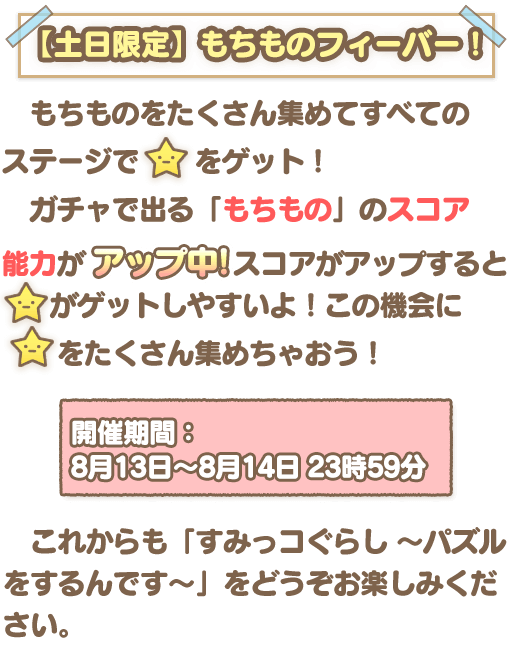 【土日限定】もちものフィーバー！
もちものをたくさん集めてすべての
ステージで をゲット！
ガチャで出る「もちもの」のスコア
能力が アップ中!スコアがアップすると
がゲットしやすいよ！この機会に
をたくさん集めちゃおう！
開催期間：
8月13日〜8月14日 23時59分
これからも「すみっコぐらし 〜パズル
をするんです〜」をどうぞお楽しみくだ
さい。